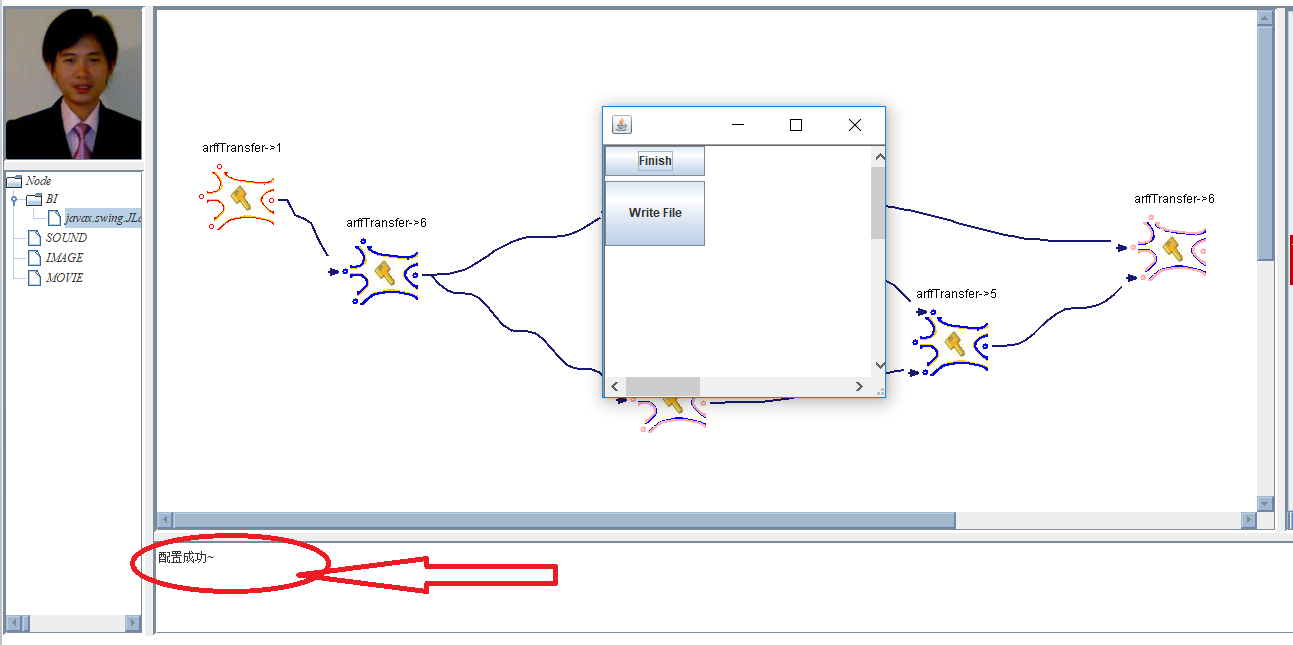 arffTransfer->1
arffTransfer->6
Finish
Write File
arffTransfer->6
arffTransfer->5
Node
BI
javax.swing.JLa
SOUND
IMAGE
MOVIE
配置成功~